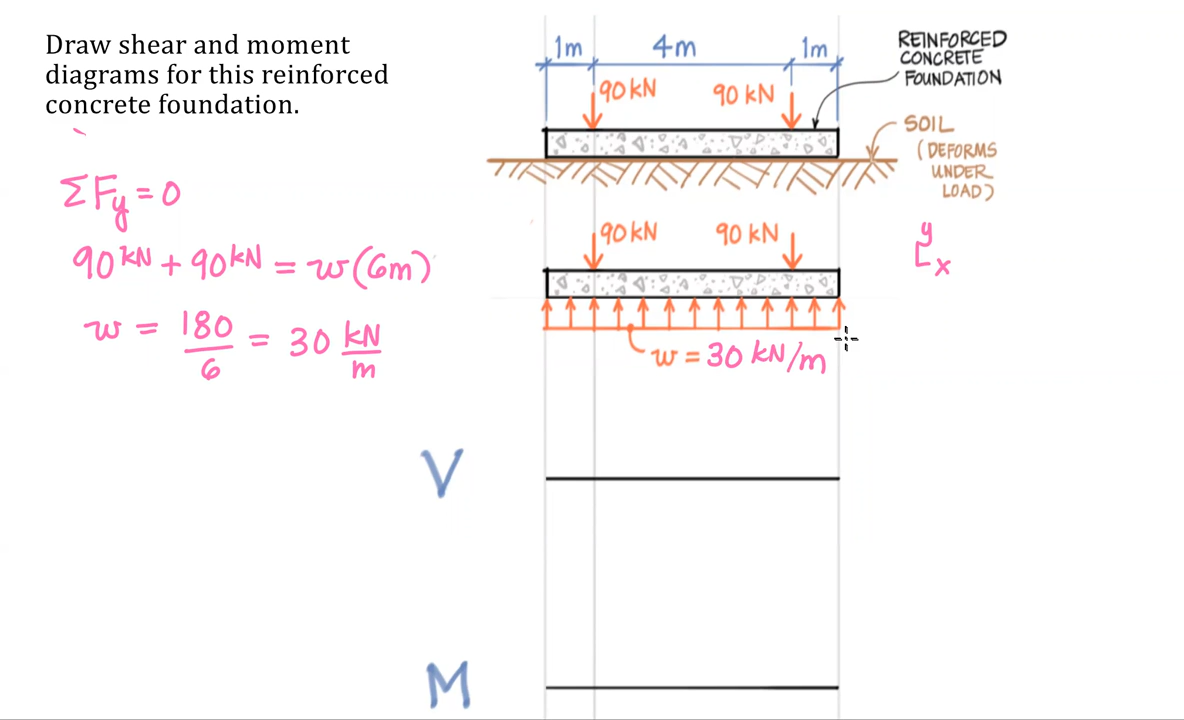 Draw shear and moment
diagrams for this reinforced
concrete foundation.
ΣFy = 0
90 kN + 90 kN = w(6m)
w = 180/6 = 30 kN/m
1m 4m 1m
REINFORCED
CONCRETE
FOUNDATION
90 kN 90 kN
SOIL
(DEFORMS
UNDER
LOAD)
90 kN 90 kN
y
x
w = 30 kN/m
V
M